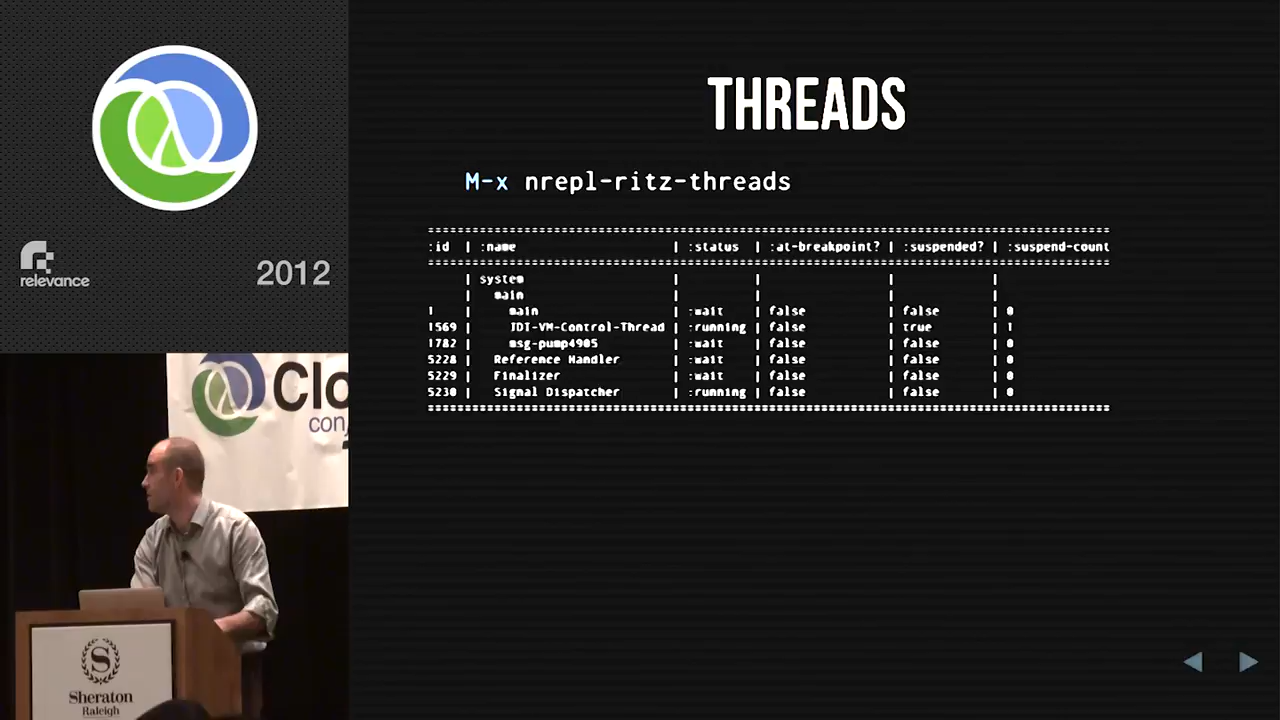 THREADS
M-x nrepl-ritz-threads
:id | :name | :status | :at-breakpoint? | :suspended? | :suspend-count
| system | | | |
| main | | | |
1 | main | :wait | false | false | 0
1569 | JDI-VM-Control-Thread | :running | false | true | 1
1782 | msg-pump4905 | :wait | false | false | 0
5228 | Reference Handler | :wait | false | false | 0
5229 | Finalizer | :wait | false | false | 0
5230 | Signal Dispatcher | :running | false | false | 0
relevance
2012
Clo
conj
S
Sheraton
Raleigh